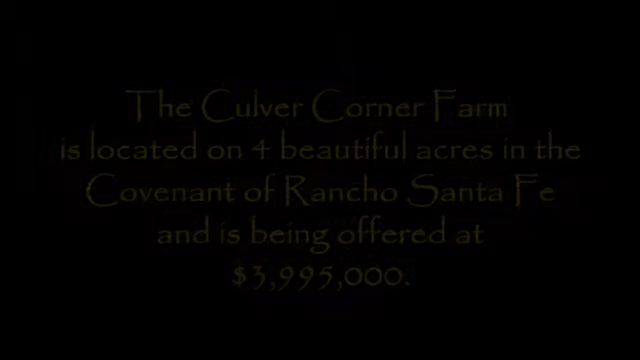 The Culver Corner Farm
is located on 4 beautiful acres in the
Covenant of Rancho Santa Fe
and is being offered at
$3,995,000.